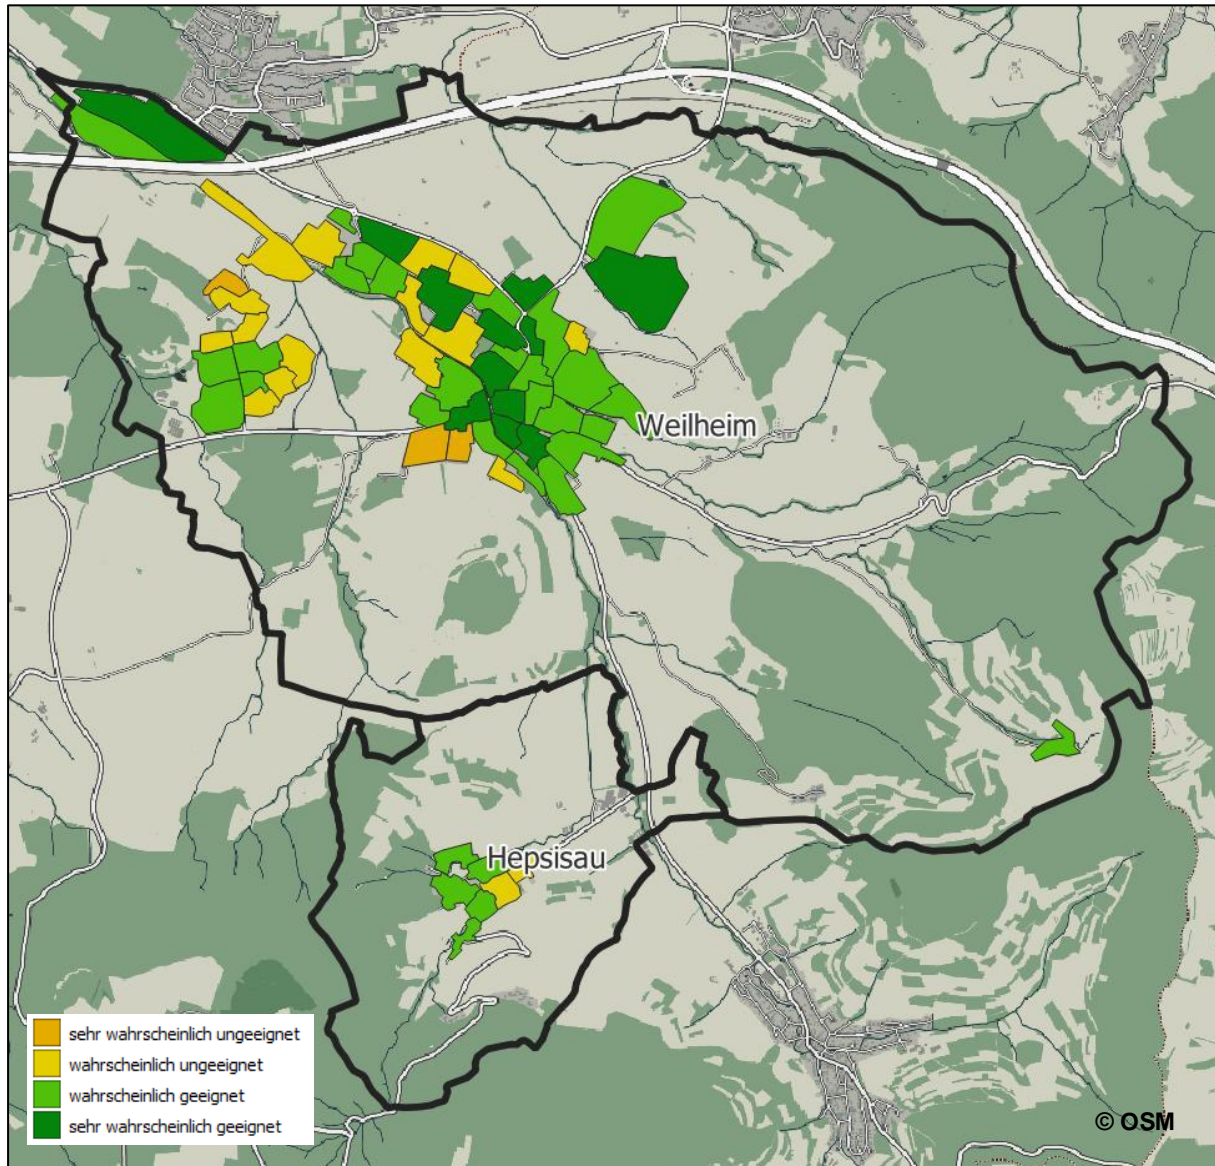 Weilheim
Hepsisau
sehr wahrscheinlich ungeeignet
wahrscheinlich ungeeignet
wahrscheinlich geeignet
sehr wahrscheinlich geeignet
© OSM